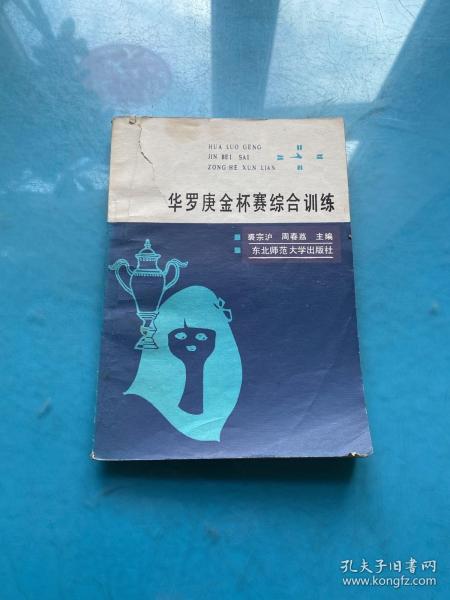 HUA LUO GENG
JIN BEI SAI
ZONG HE XUN LIAN
华罗庚金杯赛综合训练
裘宗沪 周春荔 主编
东北师范大学出版社
孔夫子旧书网
www.kongfz.com